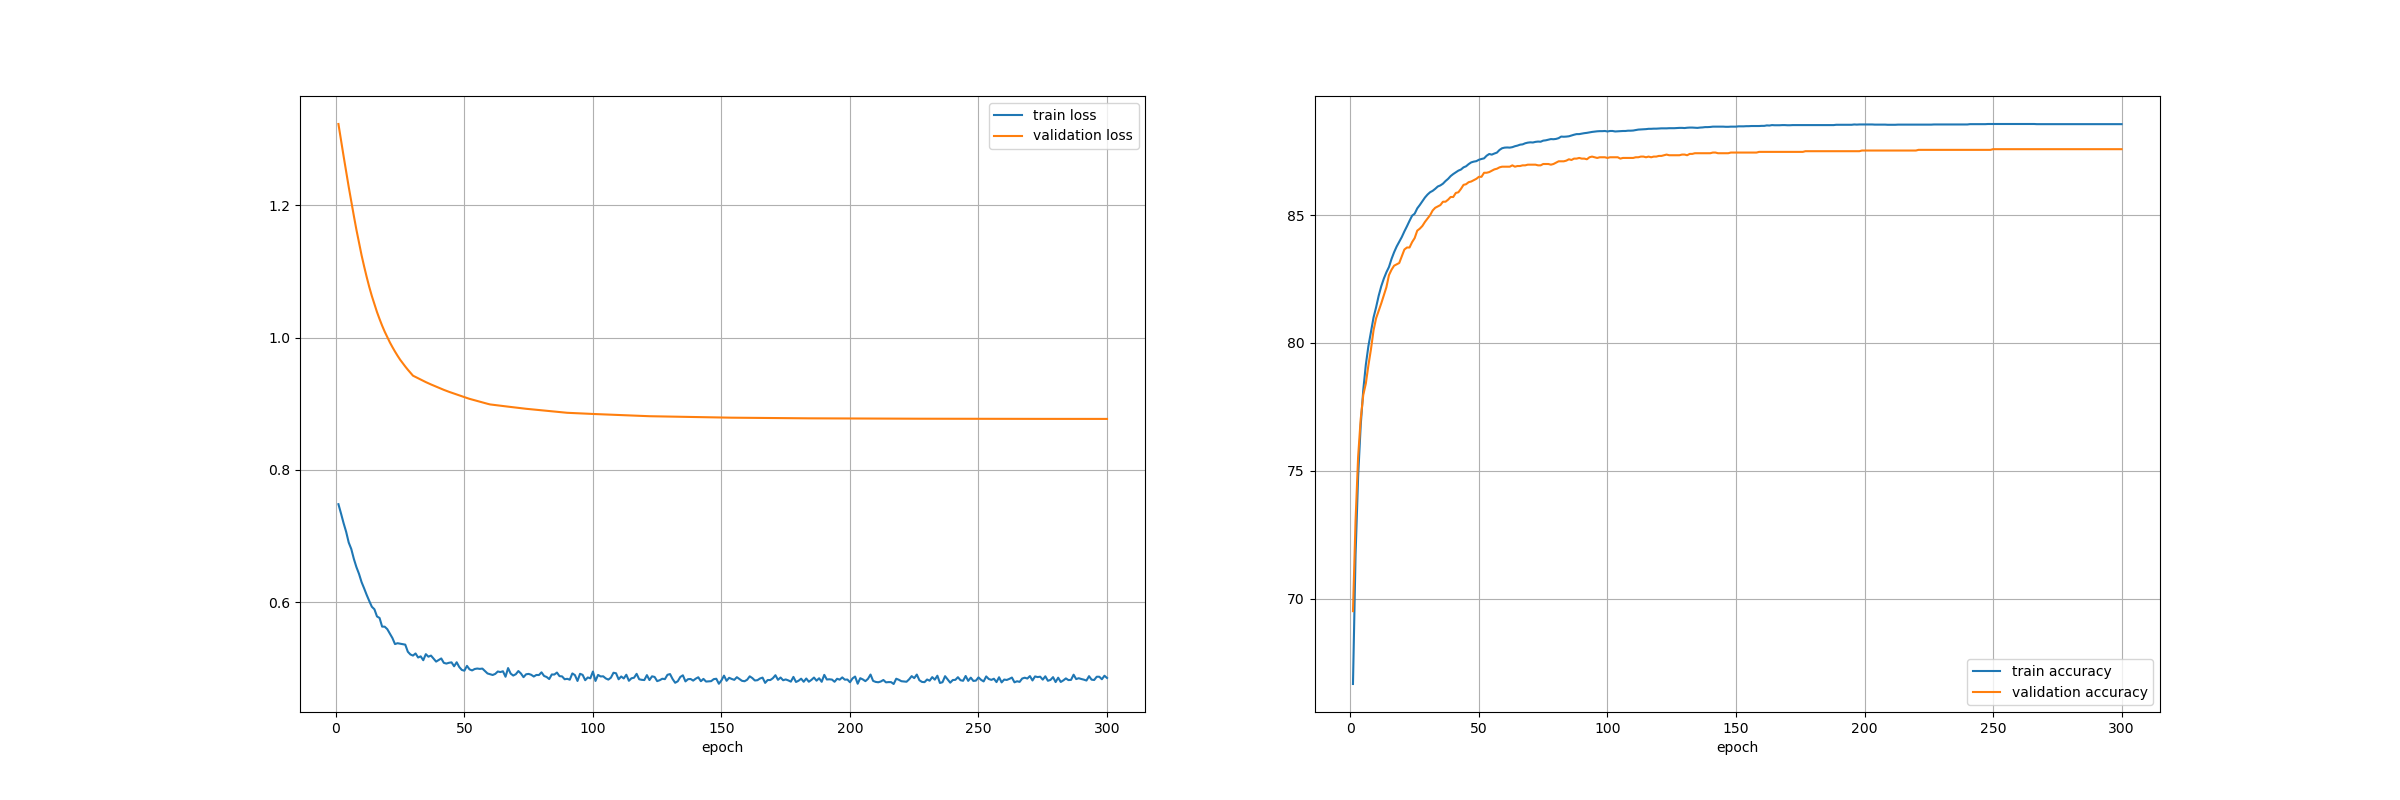 train loss
validation loss
1.2
1.0
0.8
0.6
0 50 100 150 200 250 300
epoch
85
80
75
70
train accuracy
validation accuracy
0 50 100 150 200 250 300
epoch